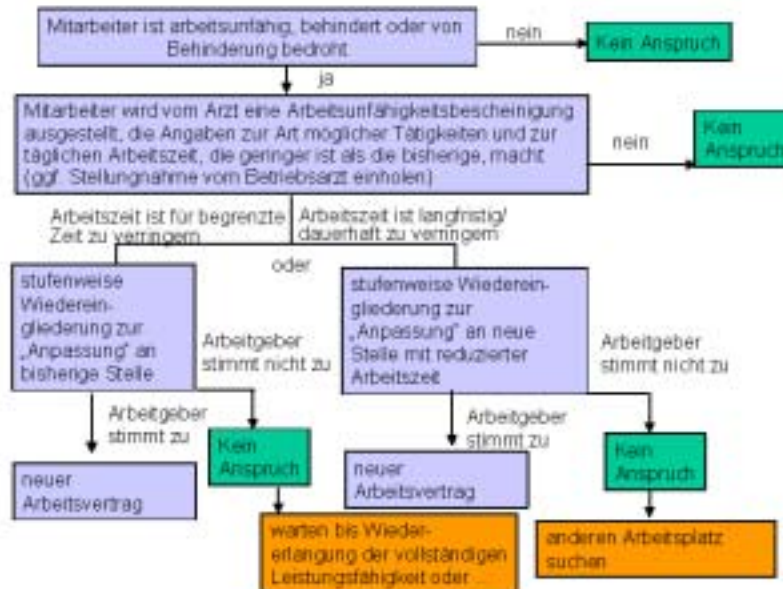 Mitarbeiter ist arbeitsunfähig, behindert oder von
Behinderung bedroht
nein
Kein Anspruch
ja
Mitarbeiter wird vom Arzt eine Arbeitsunfähigkeitsbescheinigung
ausgestellt, die Angaben zur Art möglicher Tätigkeiten und zur
täglichen Arbeitszeit, die geringer ist als die bisherige, macht
(ggf. Stellungnahme vom Betriebsarzt einholen)
nein
Kein
Anspruch
Arbeitszeit ist für begrenzte
Zeit zu verringern
Arbeitszeit ist langfristig/
dauerhaft zu verringern
oder
stufenweise
Wiederein-
gliederung zur
„Anpassung" an
bisherige Stelle
Arbeitgeber
stimmt nicht zu
stufenweise Wiederein-
gliederung zur
„Anpassung" an neue
Stelle mit reduzierter
Arbeitszeit
Arbeitgeber
stimmt nicht zu
Arbeitgeber
stimmt zu
Kein
Anspruch
Arbeitgeber
stimmt zu
Kein
Anspruch
neuer
Arbeitsvertrag
neuer
Arbeitsvertrag
warten bis Wieder-
erlangung der vollständigen
Leistungsfähigkeit oder ...
anderen Arbeitsplatz
suchen